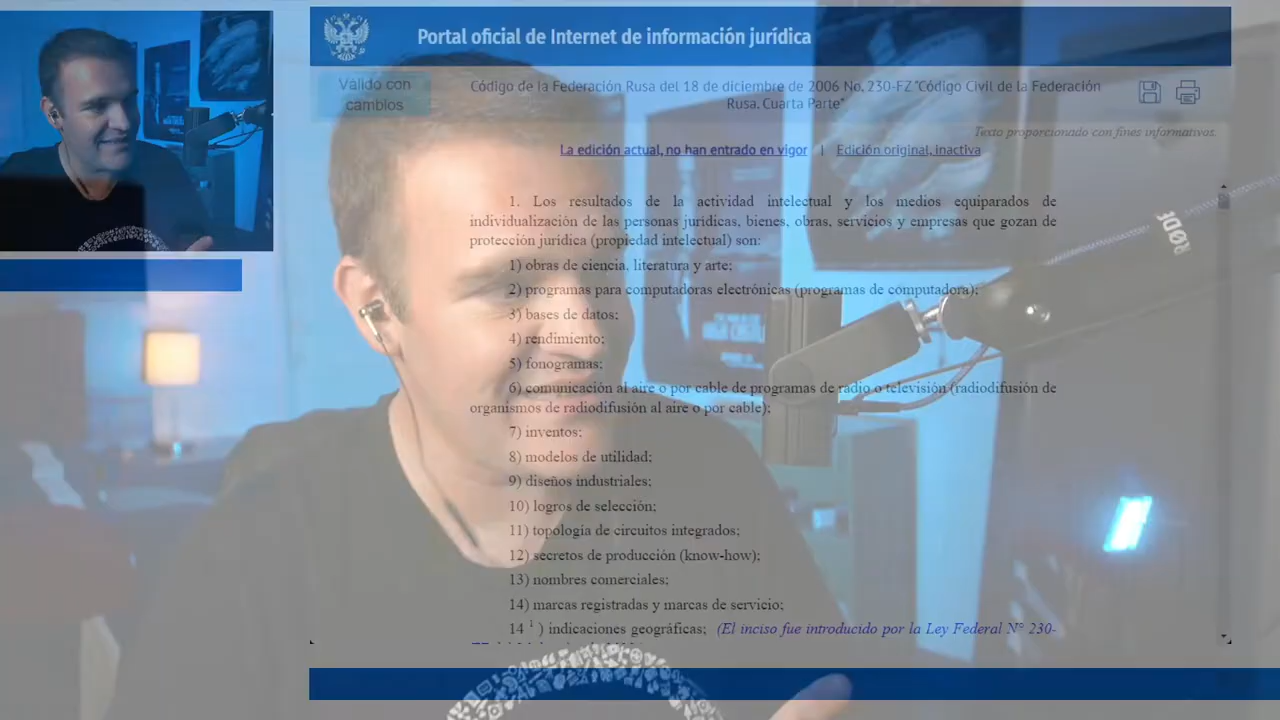 Portal oficial de Internet de información jurídica
Válido con
cambios
Código de la Federación Rusa del 18 de diciembre de 2006 No. 230-FZ "Código Civil de la Federación
Rusa. Cuarta Parte"
Texto proporcionado con fines informativos.
La edición actual, no han entrado en vigor | Edición original, inactiva
1. Los resultados de la actividad intelectual y los medios equiparados de
individualización de las personas jurídicas, bienes, obras, servicios y empresas que gozan de
protección jurídica (propiedad intelectual) son:
1) obras de ciencia, literatura y arte;
2) programas para computadoras electrónicas (programas de computadora);
3) bases de datos;
4) rendimiento;
5) fonogramas;
6) comunicación al aire o por cable de programas de radio o televisión (radiodifusión de
organismos de radiodifusión al aire o por cable);
7) inventos;
8) modelos de utilidad;
9) diseños industriales;
10) logros de selección;
11) topología de circuitos integrados;
12) secretos de producción (know-how);
13) nombres comerciales;
14) marcas registradas y marcas de servicio;
14 ¹ ) indicaciones geográficas; (El inciso fue introducido por la Ley Federal N° 230-
RØDE